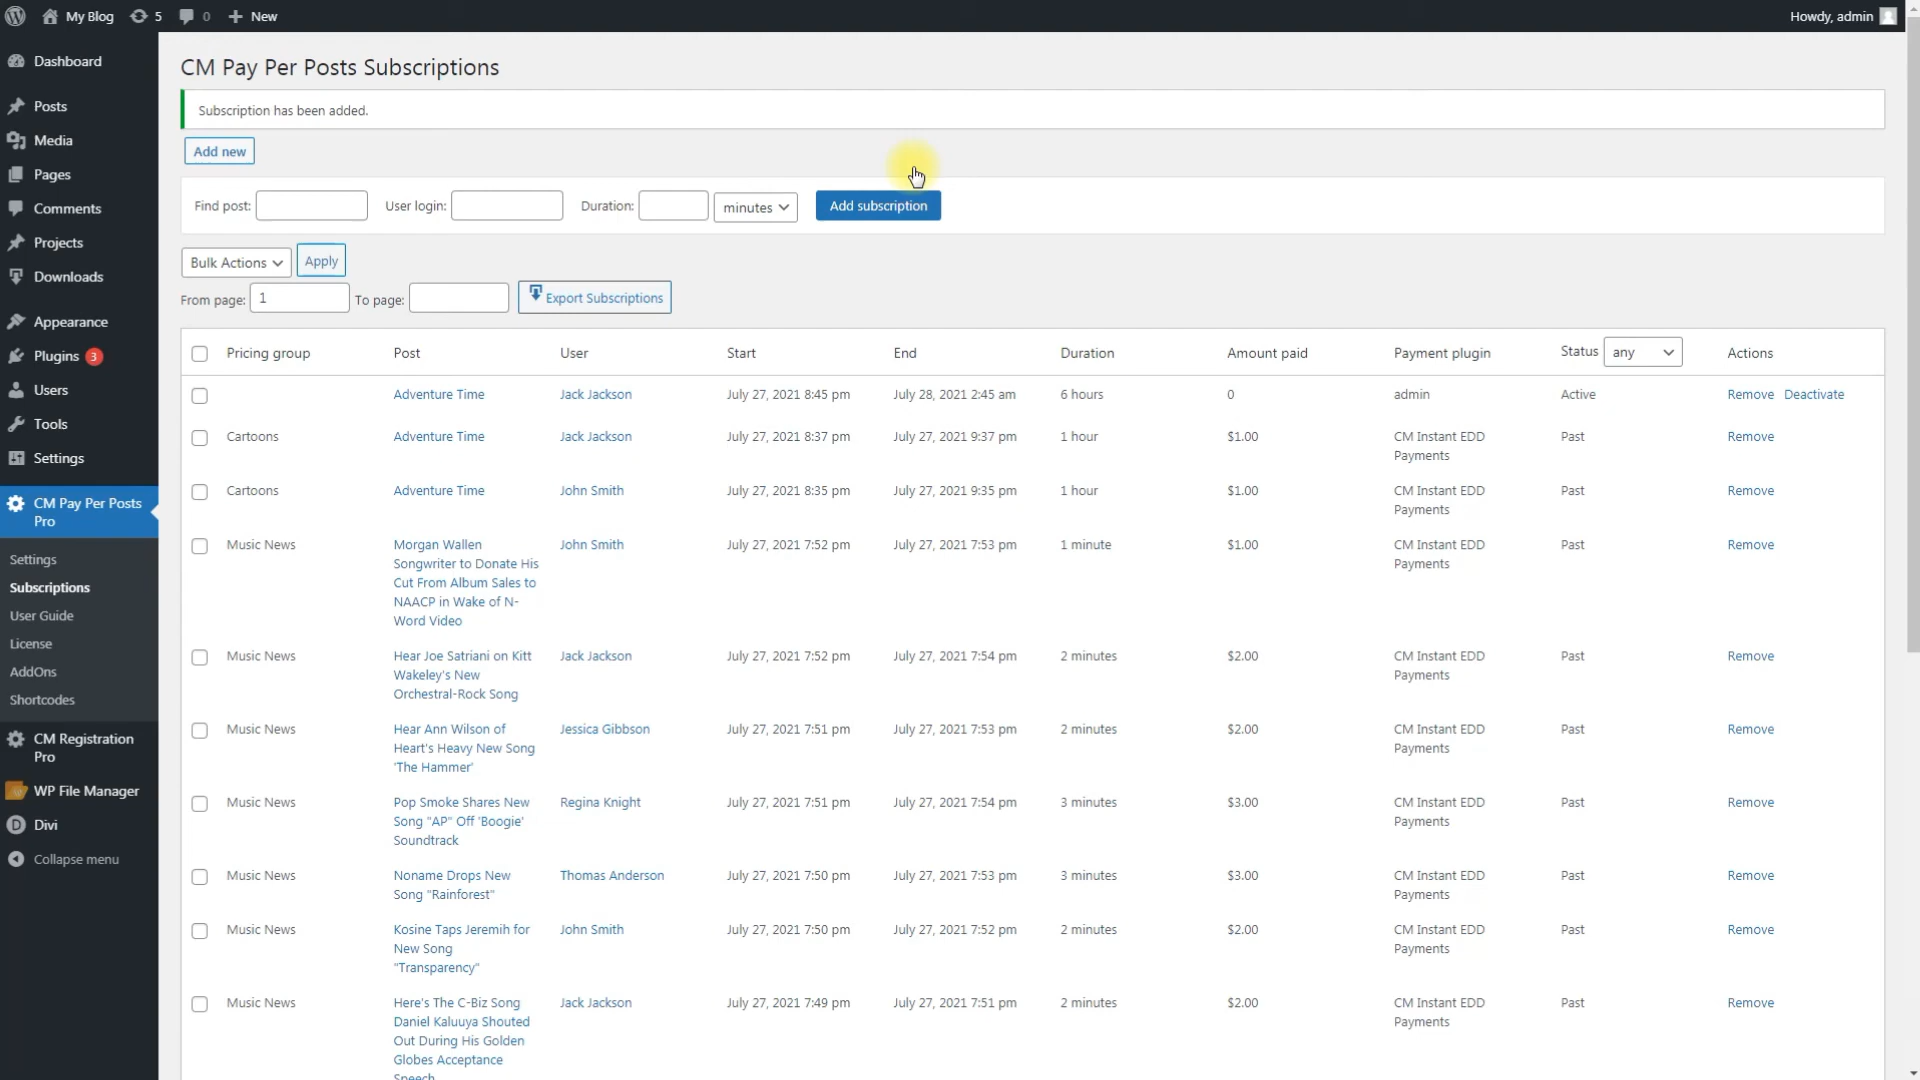 My Blog 5 0 New Howdy, admin
Dashboard
Posts
Media
Pages
Comments
Projects
Downloads
Appearance
Plugins 3
Users
Tools
Settings
CM Pay Per Posts
Pro
Settings
Subscriptions
User Guide
License
AddOns
Shortcodes
CM Registration
Pro
WP File Manager
Divi
Collapse menu
CM Pay Per Posts Subscriptions
Subscription has been added.
Add new
Find post: User login: Duration: minutes Add subscription
Bulk Actions Apply
From page: 1 To page: Export Subscriptions
Pricing group Post User Start End Duration Amount paid Payment plugin Status any Actions
Adventure Time Jack Jackson July 27, 2021 8:45 pm July 28, 2021 2:45 am 6 hours 0 admin Active Remove Deactivate
Cartoons Adventure Time Jack Jackson July 27, 2021 8:37 pm July 27, 2021 9:37 pm 1 hour $1.00 CM Instant EDD Past Remove
Payments
Cartoons Adventure Time John Smith July 27, 2021 8:35 pm July 27, 2021 9:35 pm 1 hour $1.00 CM Instant EDD Past Remove
Payments
Music News Morgan Wallen John Smith July 27, 2021 7:52 pm July 27, 2021 7:53 pm 1 minute $1.00 CM Instant EDD Past Remove
Songwriter to Donate His Payments
Cut From Album Sales to
NAACP in Wake of N-
Word Video
Music News Hear Joe Satriani on Kitt Jack Jackson July 27, 2021 7:52 pm July 27, 2021 7:54 pm 2 minutes $2.00 CM Instant EDD Past Remove
Wakeley's New Payments
Orchestral-Rock Song
Music News Hear Ann Wilson of Jessica Gibbson July 27, 2021 7:51 pm July 27, 2021 7:53 pm 2 minutes $2.00 CM Instant EDD Past Remove
Heart's Heavy New Song Payments
'The Hammer'
Music News Pop Smoke Shares New Regina Knight July 27, 2021 7:51 pm July 27, 2021 7:54 pm 3 minutes $3.00 CM Instant EDD Past Remove
Song "AP" Off 'Boogie' Payments
Soundtrack
Music News Noname Drops New Thomas Anderson July 27, 2021 7:50 pm July 27, 2021 7:53 pm 3 minutes $3.00 CM Instant EDD Past Remove
Song "Rainforest" Payments
Music News Kosine Taps Jeremih for John Smith July 27, 2021 7:50 pm July 27, 2021 7:52 pm 2 minutes $2.00 CM Instant EDD Past Remove
New Song Payments
"Transparency"
Music News Here's The C-Biz Song Jack Jackson July 27, 2021 7:49 pm July 27, 2021 7:51 pm 2 minutes $2.00 CM Instant EDD Past Remove
Daniel Kaluuya Shouted Payments
Out During His Golden
Globes Acceptance
Speech